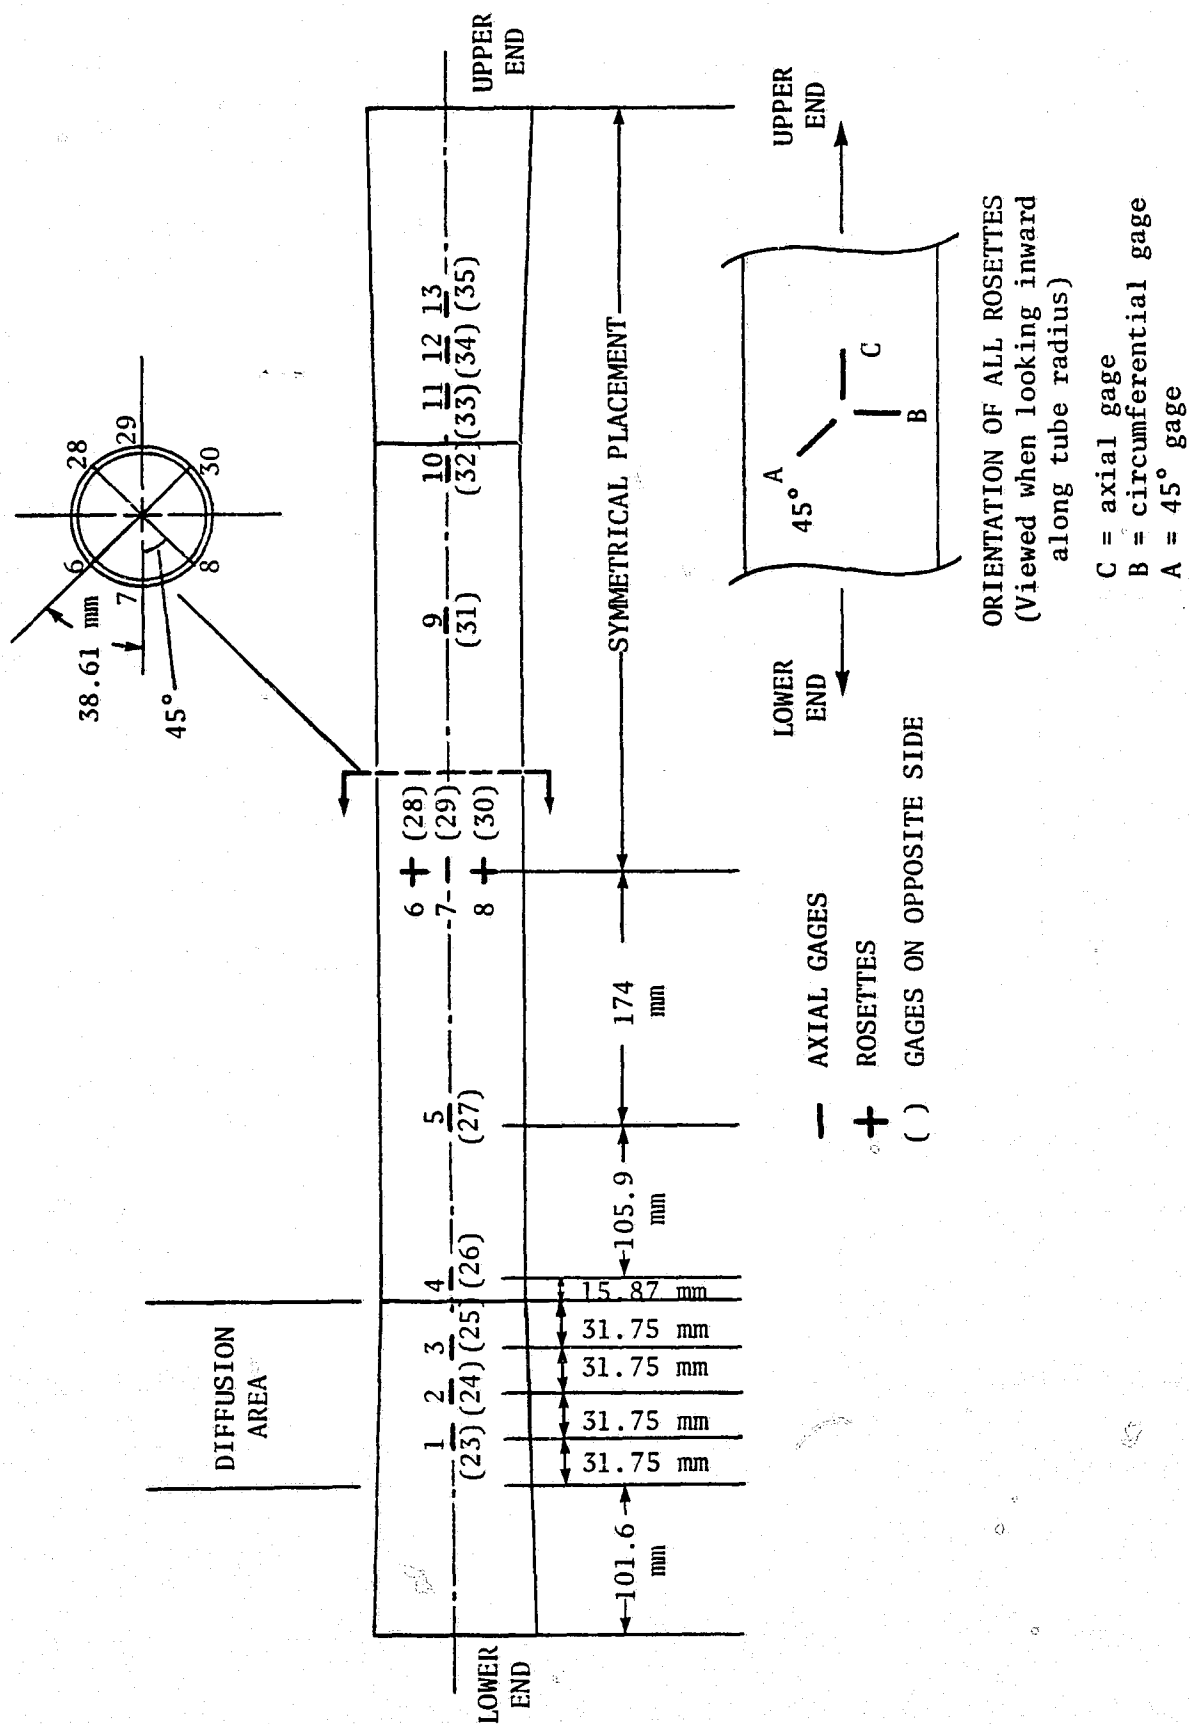 28
29
30
6
7
8
38.61 mm
45°
DIFFUSION
AREA
LOWER
END
UPPER
END
1 2 3 4 5
(23) (24) (25) (26) (27)
6 (28)
7 (29)
8 (30)
9 10 11 12 13
(31) (32) (33) (34) (35)
101.6
mm
31.75 mm
31.75 mm
31.75 mm
31.75 mm
15.87 mm
105.9
mm
174
mm
SYMMETRICAL PLACEMENT
AXIAL GAGES
ROSETTES
( ) GAGES ON OPPOSITE SIDE
LOWER
END
UPPER
END
A
45°
B
C
ORIENTATION OF ALL ROSETTES
(Viewed when looking inward
along tube radius)
C = axial gage
B = circumferential gage
A = 45° gage